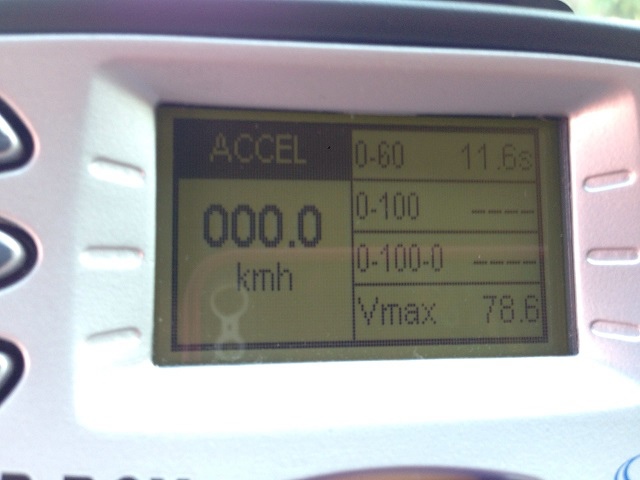 ACCEL
000.0
kmh
0-60 11.6s
0-100 ----
0-100-0 ----
Vmax 78.6